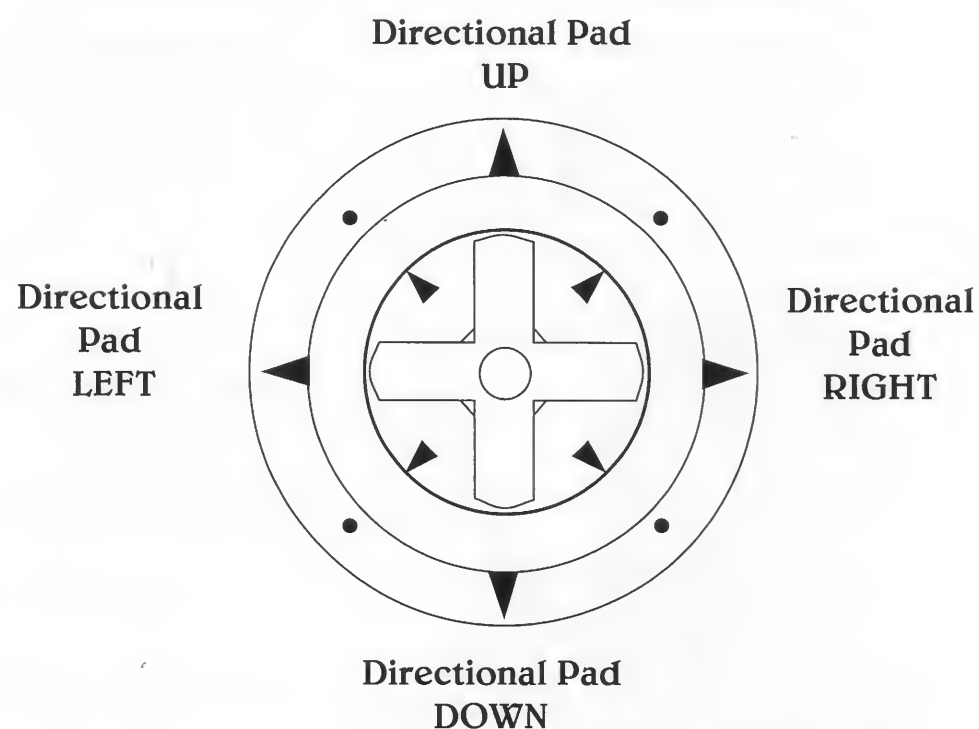 Directional Pad
UP
Directional
Pad
LEFT
Directional
Pad
RIGHT
Directional Pad
DOWN